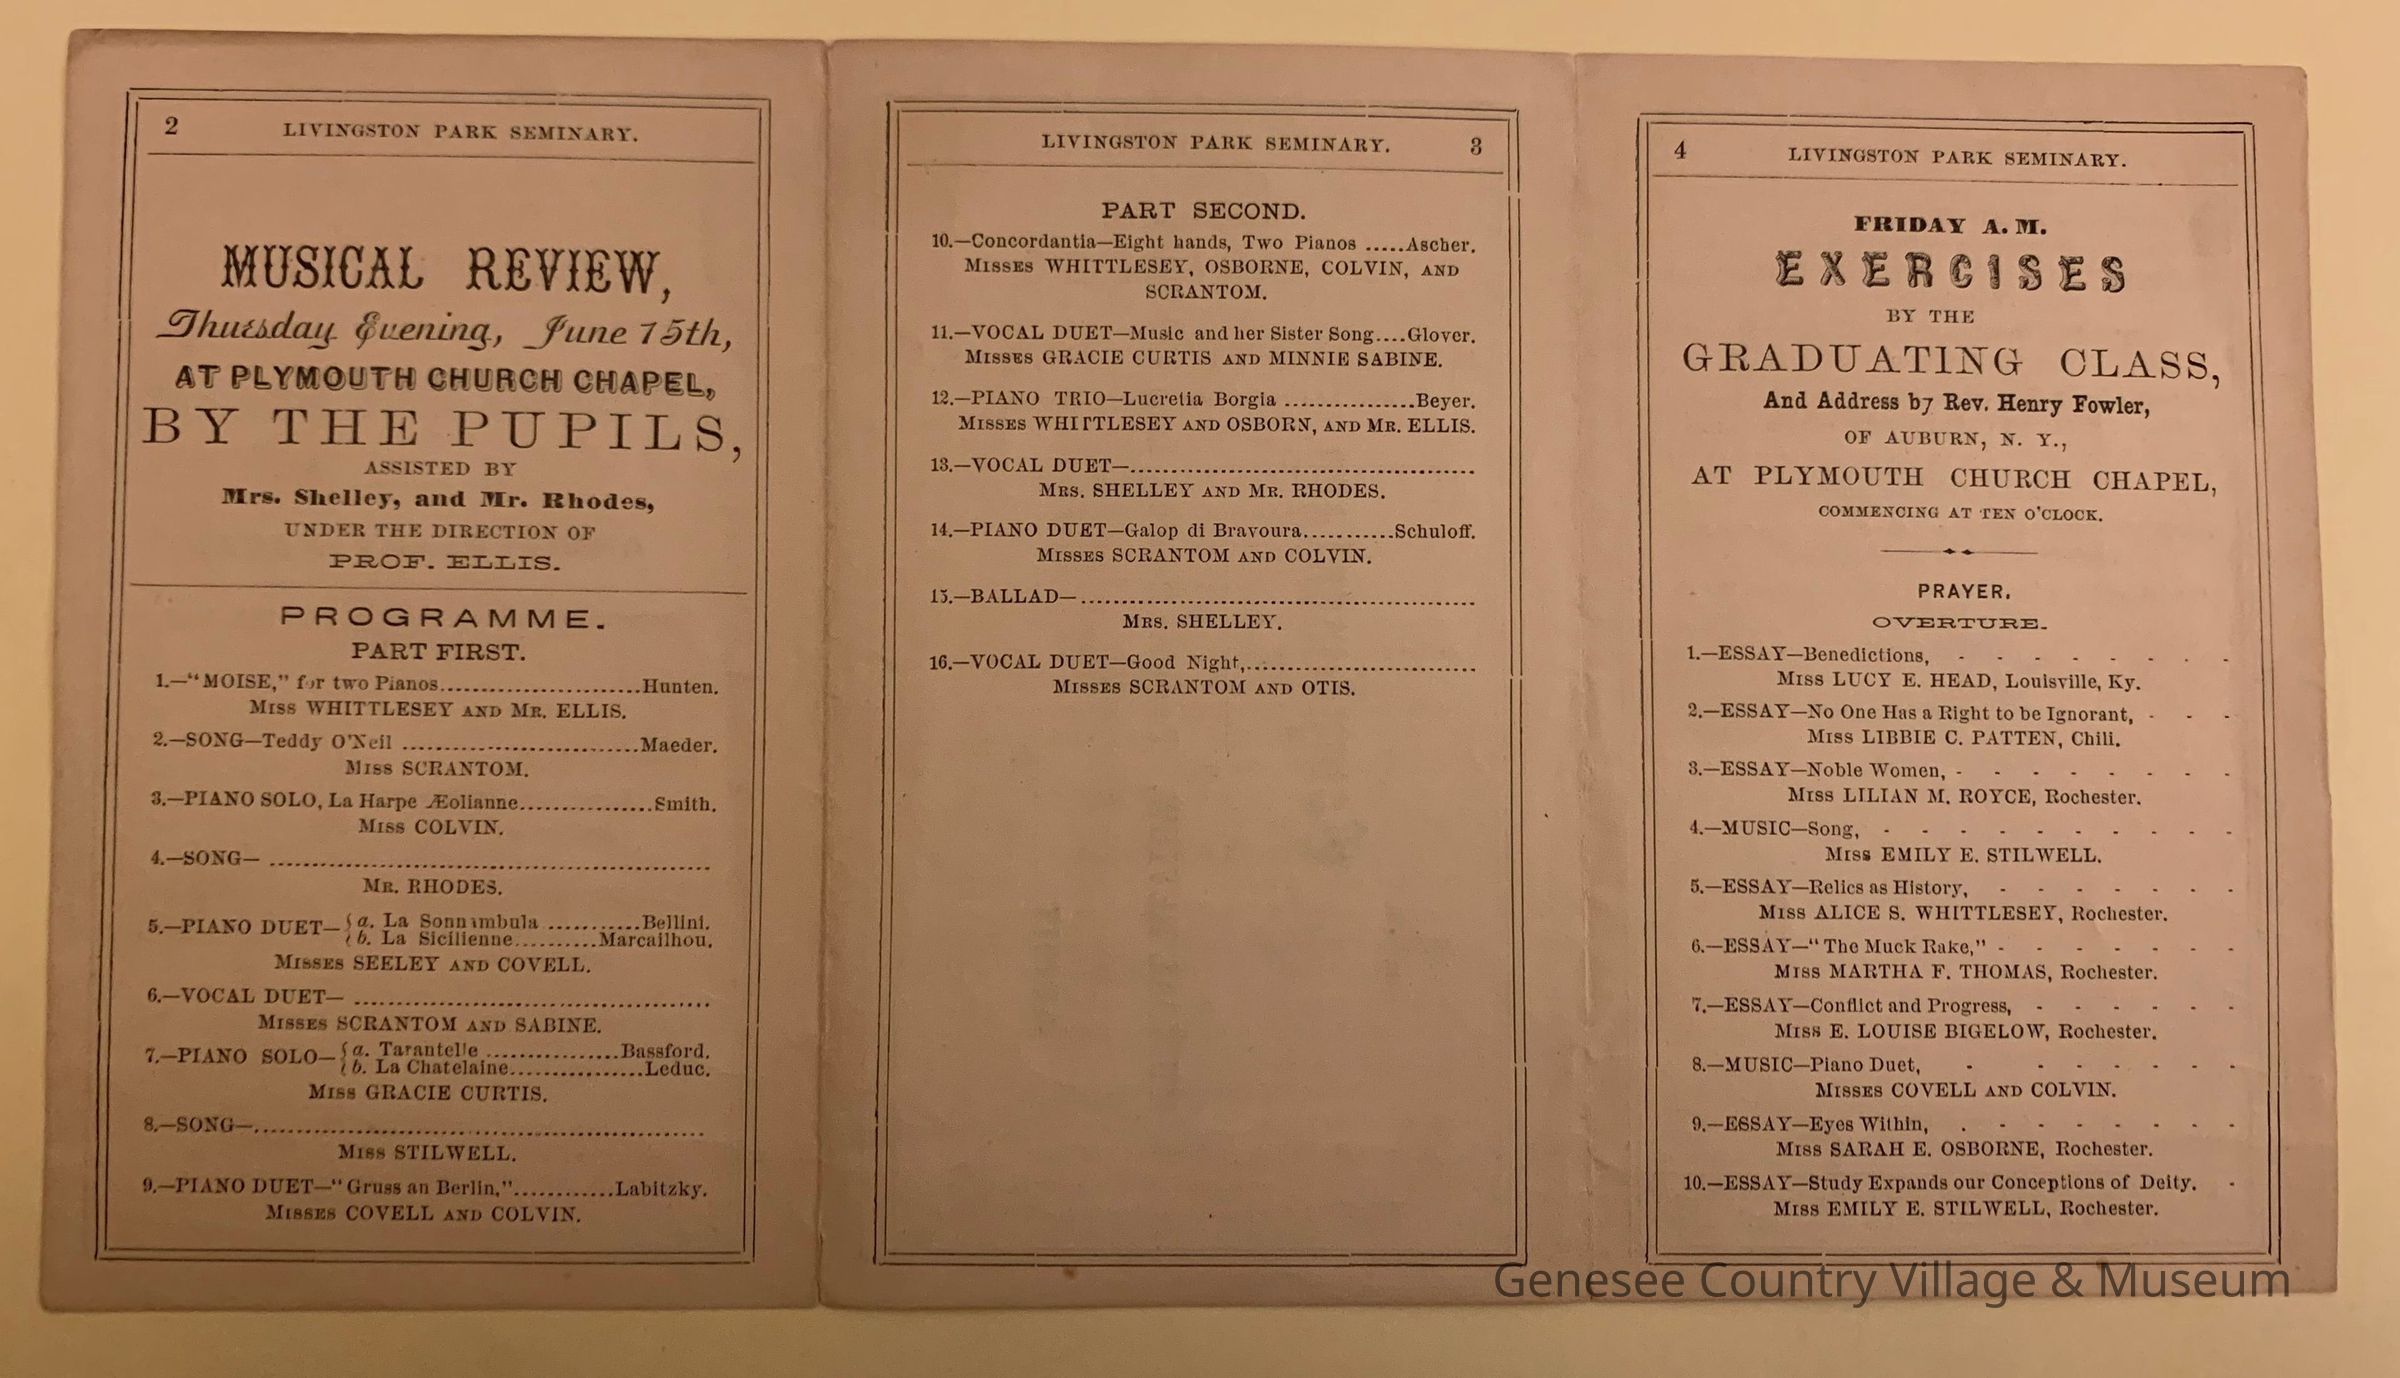 2 LIVINGSTON PARK SEMINARY.
MUSICAL REVIEW,
Thursday Evening, June 15th,
AT PLYMOUTH CHURCH CHAPEL,
BY THE PUPILS,
ASSISTED BY
Mrs. Shelley, and Mr. Rhodes,
UNDER THE DIRECTION OF
PROF. ELLIS.
PROGRAMME.
PART FIRST.
1.—"MOISE," for two Pianos........................Hunten.
Miss WHITTLESEY AND MR. ELLIS.
2.—SONG—Teddy O'Neil ............................Maeder.
Miss SCRANTOM.
3.—PIANO SOLO, La Harpe Æolianne................Smith.
Miss COLVIN.
4.—SONG— .....................................................
MR. RHODES.
5.—PIANO DUET—{ a. La Sonnambula ...........Bellini.
b. La Sicilienne..........Marcailhou.
MISSES SEELEY AND COVELL.
6.—VOCAL DUET— ...........................................
MISSES SCRANTOM AND SABINE.
7.—PIANO SOLO—{ a. Tarantelle ................Bassford.
b. La Chatelaine................Leduc.
Miss GRACIE CURTIS.
8.—SONG—......................................................
Miss STILWELL.
9.—PIANO DUET—"Gruss an Berlin,"............Labitzky.
MISSES COVELL AND COLVIN.
LIVINGSTON PARK SEMINARY. 3
PART SECOND.
10.—Concordantia—Eight hands, Two Pianos .....Ascher.
MISSES WHITTLESEY, OSBORNE, COLVIN, AND
SCRANTOM.
11.—VOCAL DUET—Music and her Sister Song....Glover.
MISSES GRACIE CURTIS AND MINNIE SABINE.
12.—PIANO TRIO—Lucretia Borgia ................Beyer.
MISSES WHITTLESEY AND OSBORN, AND MR. ELLIS.
13.—VOCAL DUET—.........................................
MRS. SHELLEY AND MR. RHODES.
14.—PIANO DUET—Galop di Bravoura...........Schuloff.
MISSES SCRANTOM AND COLVIN.
15.—BALLAD—...............................................
MRS. SHELLEY.
16.—VOCAL DUET—Good Night,...........................
MISSES SCRANTOM AND OTIS.
4 LIVINGSTON PARK SEMINARY.
FRIDAY A. M.
EXERCISES
BY THE
GRADUATING CLASS,
And Address by Rev. Henry Fowler,
OF AUBURN, N. Y.,
AT PLYMOUTH CHURCH CHAPEL,
COMMENCING AT TEN O'CLOCK.
PRAYER.
OVERTURE.
1.—ESSAY—Benedictions, - - - - - - - -
Miss LUCY E. HEAD, Louisville, Ky.
2.—ESSAY—No One Has a Right to be Ignorant, - - -
Miss LIBBIE C. PATTEN, Chili.
3.—ESSAY—Noble Women, - - - - - - - -
Miss LILIAN M. ROYCE, Rochester.
4.—MUSIC—Song, - - - - - - - - - -
Miss EMILY E. STILWELL.
5.—ESSAY—Relics as History, - - - - - - -
Miss ALICE S. WHITTLESEY, Rochester.
6.—ESSAY—"The Muck Rake," - - - - - - -
Miss MARTHA F. THOMAS, Rochester.
7.—ESSAY—Conflict and Progress, - - - - - -
Miss E. LOUISE BIGELOW, Rochester.
8.—MUSIC—Piano Duet, - - - - - - -
MISSES COVELL AND COLVIN.
9.—ESSAY—Eyes Within, - - - - - - - -
Miss SARAH E. OSBORNE, Rochester.
10.—ESSAY—Study Expands our Conceptions of Deity. -
Miss EMILY E. STILWELL, Rochester.
Genesee Country Village & Museum